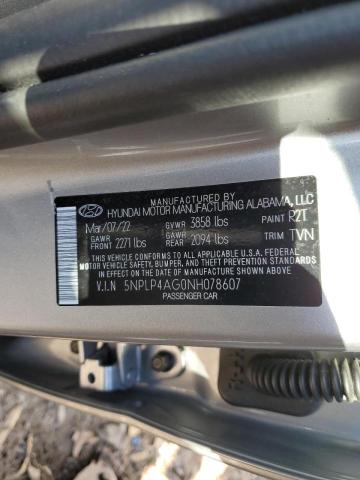 MANUFACTURED BY
HYUNDAI MOTOR MANUFACTURING ALABAMA, LLC
Mar/07/22 GVWR 3858 lbs PAINT R2T
GAWR FRONT 2271 lbs GAWR REAR 2094 lbs TRIM TVN
THIS VEHICLE CONFORMS TO ALL APPLICABLE U.S.A. FEDERAL
MOTOR VEHICLE SAFETY, BUMPER, AND THEFT PREVENTION STANDARDS
IN EFFECT ON THE DATE OF MANUFACTURE SHOWN ABOVE.
V.I.N 5NPLP4AG0NH078607
PASSENGER CAR